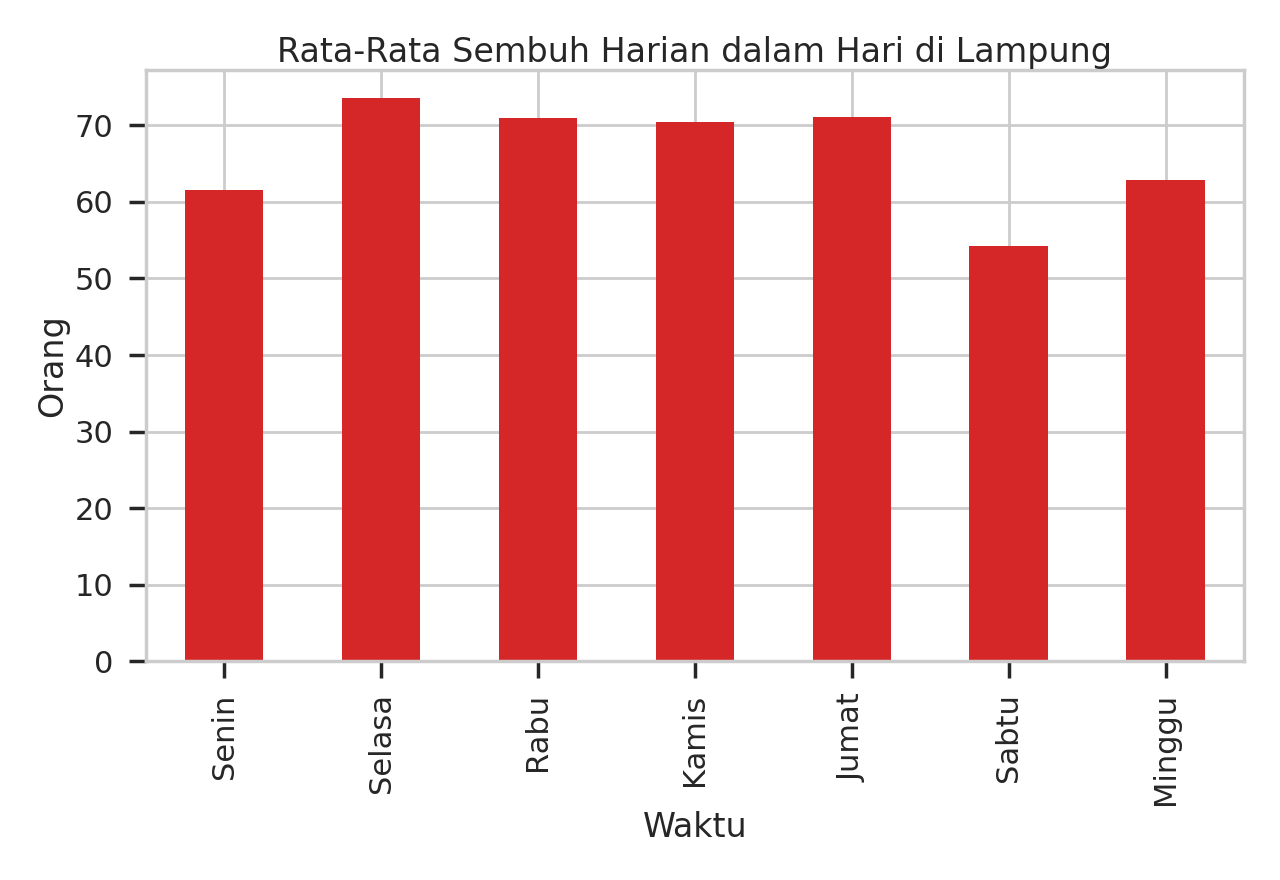 Rata-Rata Sembuh Harian dalam Hari di Lampung
Orang
70
60
50
40
30
20
10
0
Senin
Selasa
Rabu
Kamis
Jumat
Sabtu
Minggu
Waktu